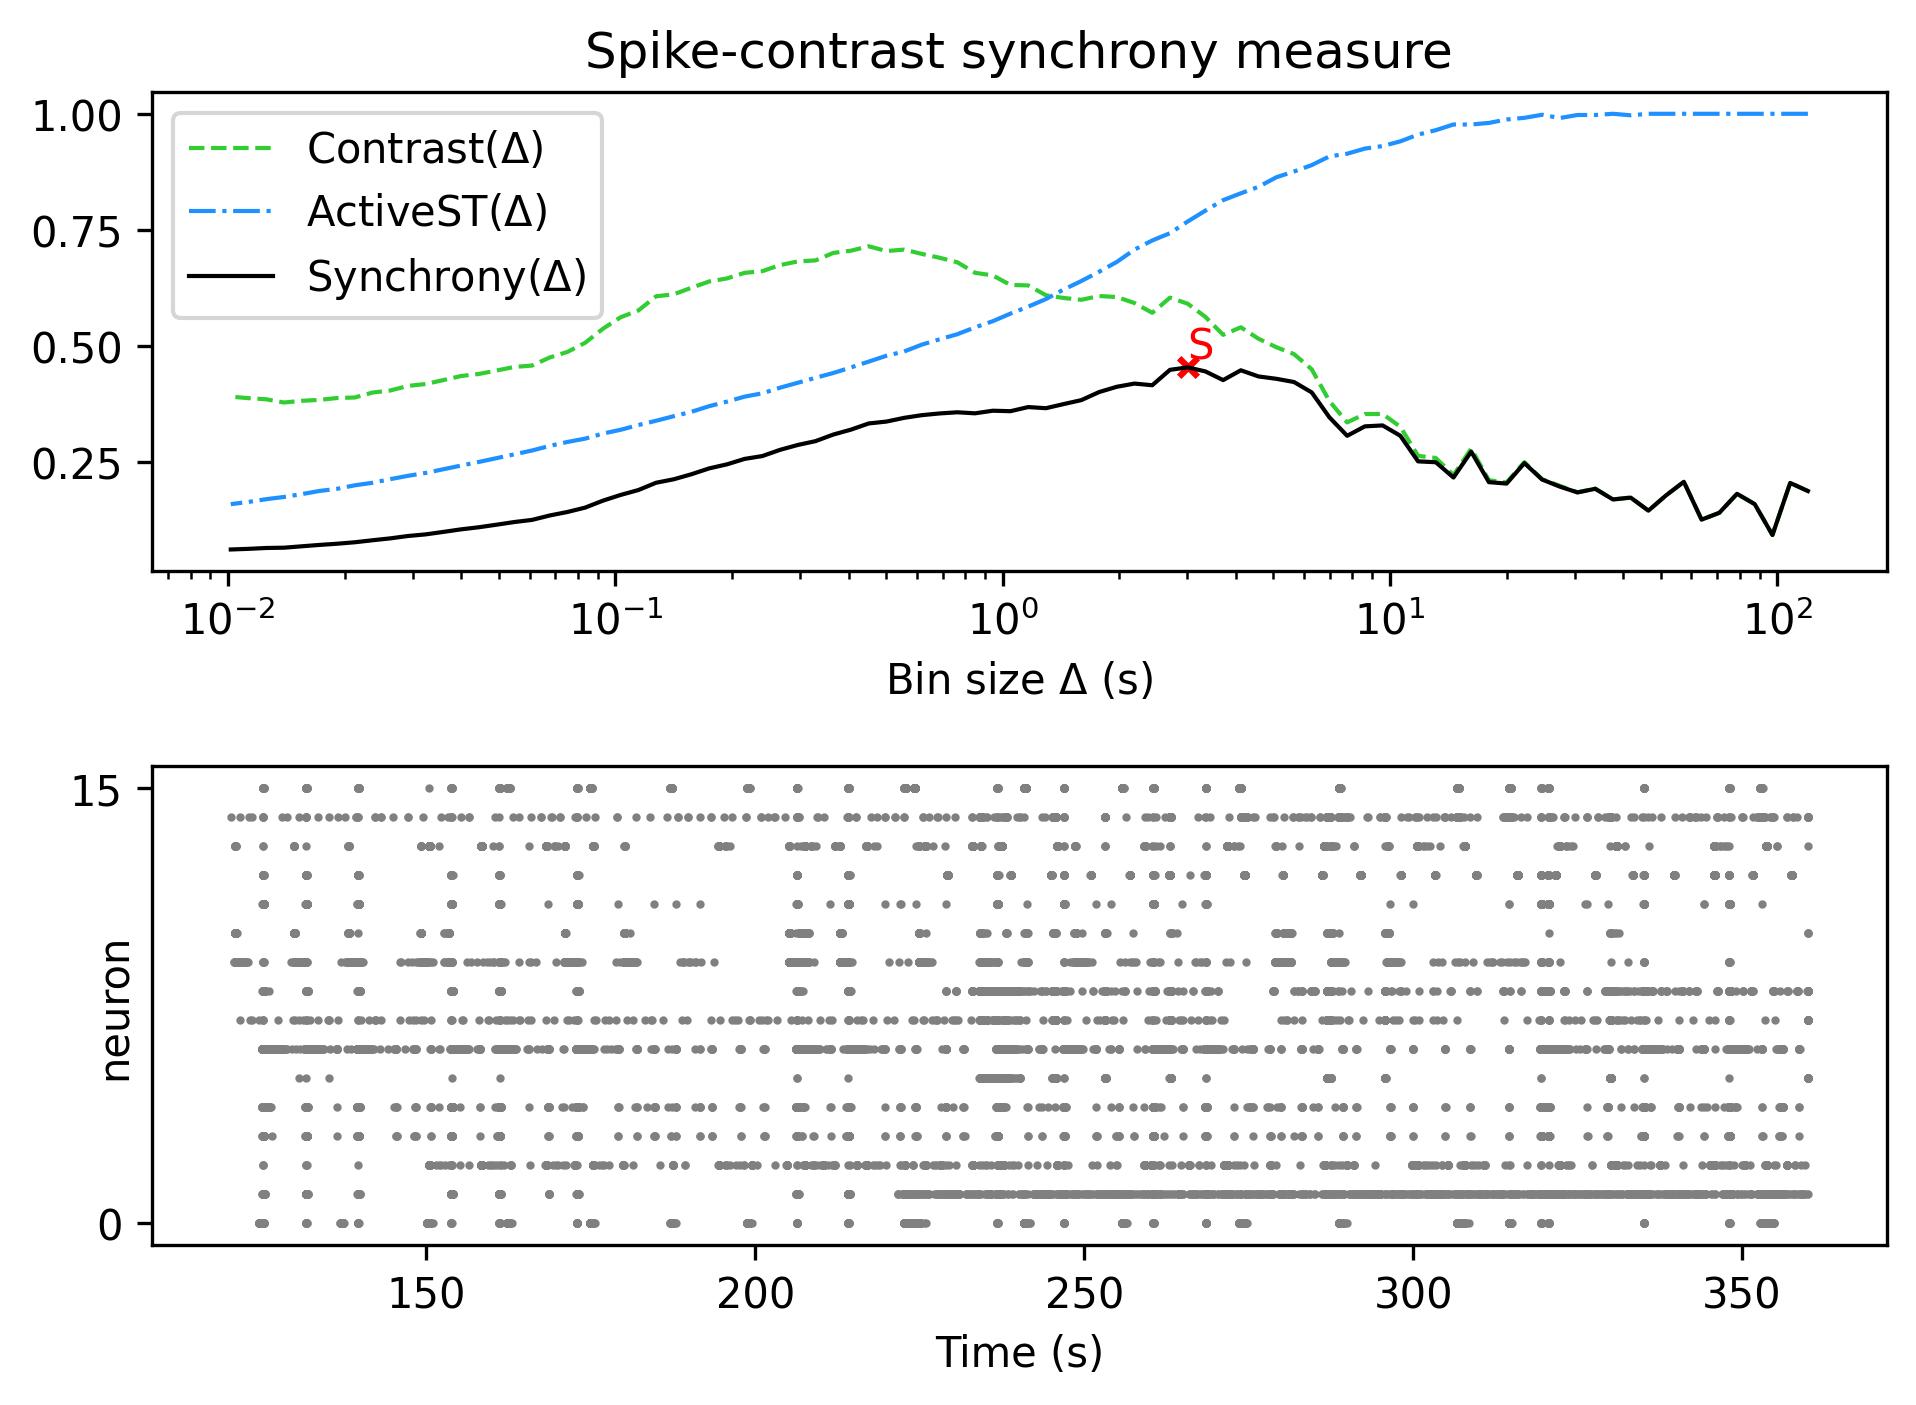 Spike-contrast synchrony measure
1.00
0.75
0.50
0.25
Contrast(Δ)
ActiveST(Δ)
Synchrony(Δ)
S
10⁻² 10⁻¹ 10⁰ 10¹ 10²
Bin size Δ (s)
15
0
neuron
150 200 250 300 350
Time (s)